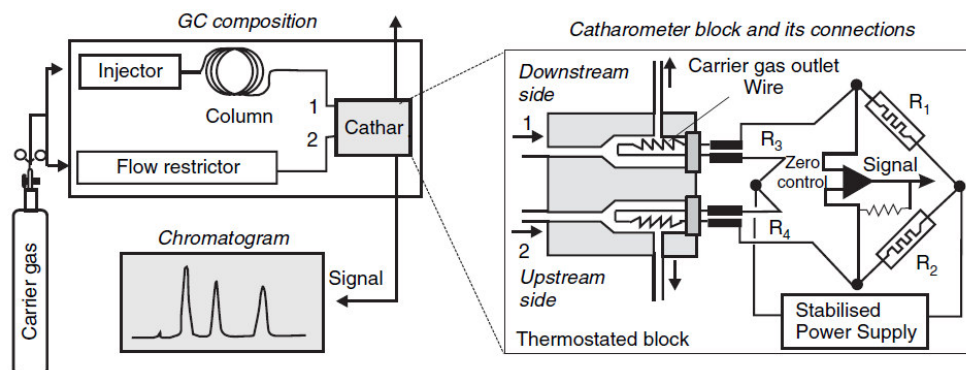 GC composition
Injector
Column
1
2
Cathar
Flow restrictor
Carrier gas
Chromatogram
Signal
Catharometer block and its connections
Downstream
side
Carrier gas outlet
Wire
1
R1
R3
Zero
control
Signal
R4
R2
2
Upstream
side
Stabilised
Power Supply
Thermostated block